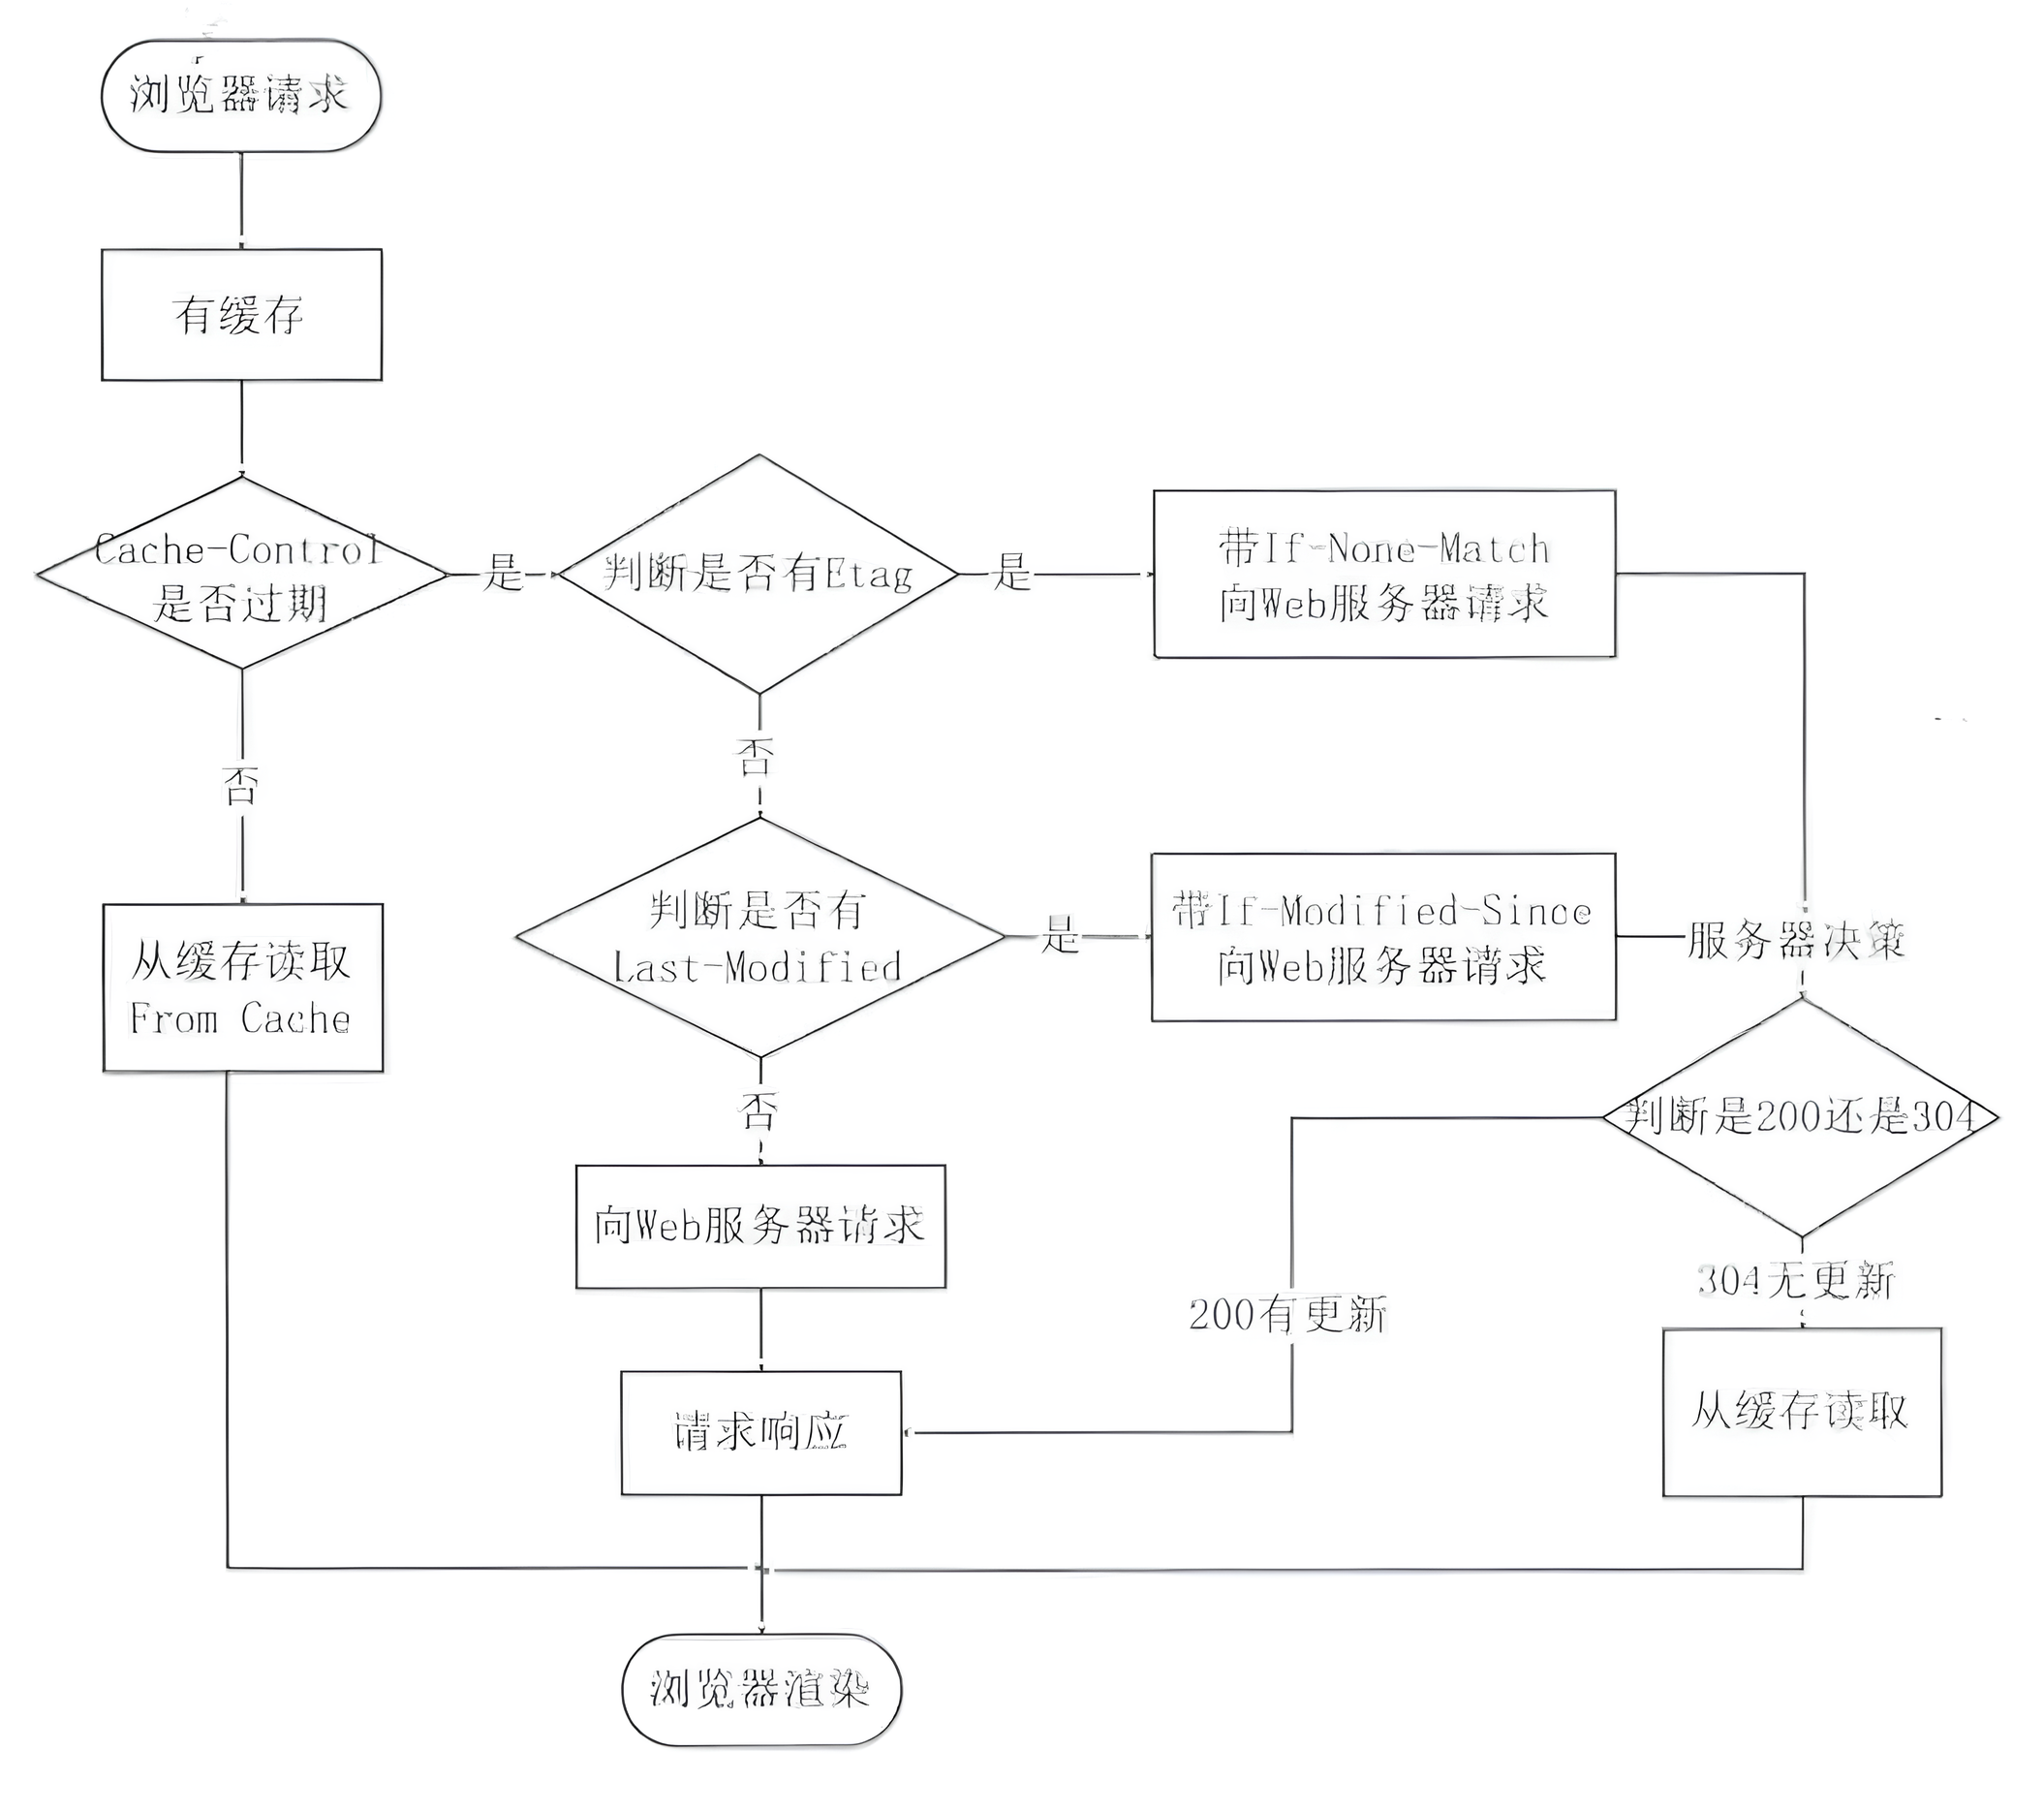 浏览器请求
有缓存
Cache-Control
是否过期
是
判断是否有Etag
是
带If-None-Match
向Web服务器请求
否
否
判断是否有
Last-Modified
是
带If-Modified-Since
向Web服务器请求
服务器决策
从缓存读取
From Cache
否
判断是200还是304
向Web服务器请求
200有更新
304无更新
请求响应
从缓存读取
浏览器渲染